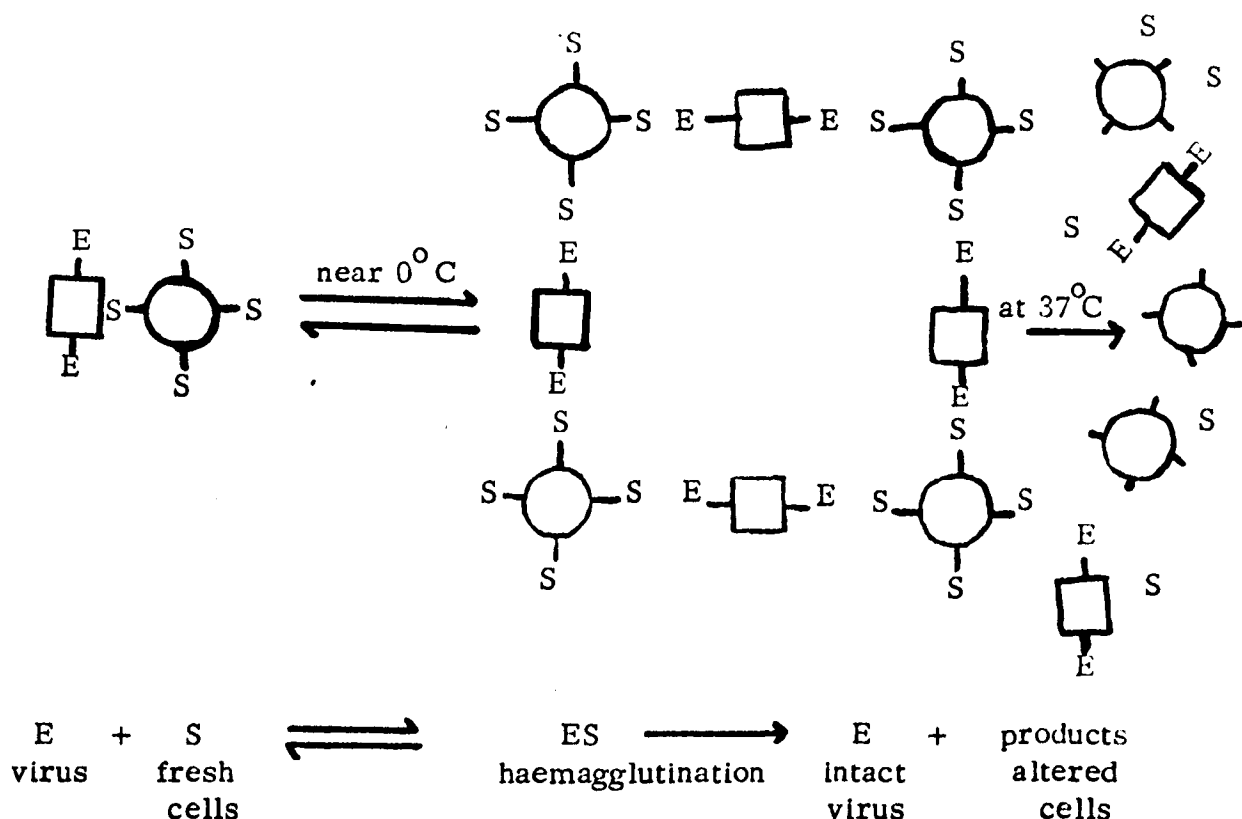 S
S S E E S S
S S
S
S
E
E
S
near 0°C
S S
E
S
E
E
E
S
E
at 37°C
E
S
S
S S E E S S
S
S
S
E
S
E
E + S ES E + products
virus fresh haemagglutination intact altered
cells virus cells